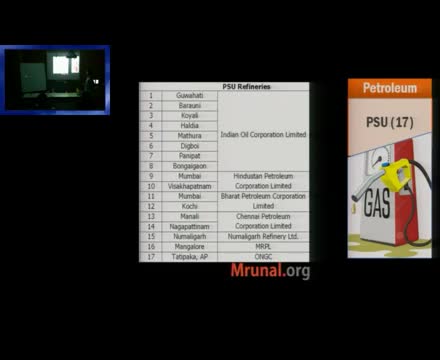 PSU Refineries
1 Guwahati
2 Barauni
3 Koyali
4 Haldia
5 Mathura Indian Oil Corporation Limited
6 Digboi
7 Panipat
8 Bongaigaon
9 Mumbai Hindustan Petroleum
10 Visakhapatnam Corporation Limited
11 Mumbai Bharat Petroleum Corporation
12 Kochi Limited
13 Manali Chennai Petroleum
14 Nagapattinam Corporation Limited
15 Numaligarh Numaligarh Refinery Ltd.
16 Mangalore MRPL
17 Tatipaka, AP ONGC
Mrunal.org
Petroleum
PSU (17)
GAS